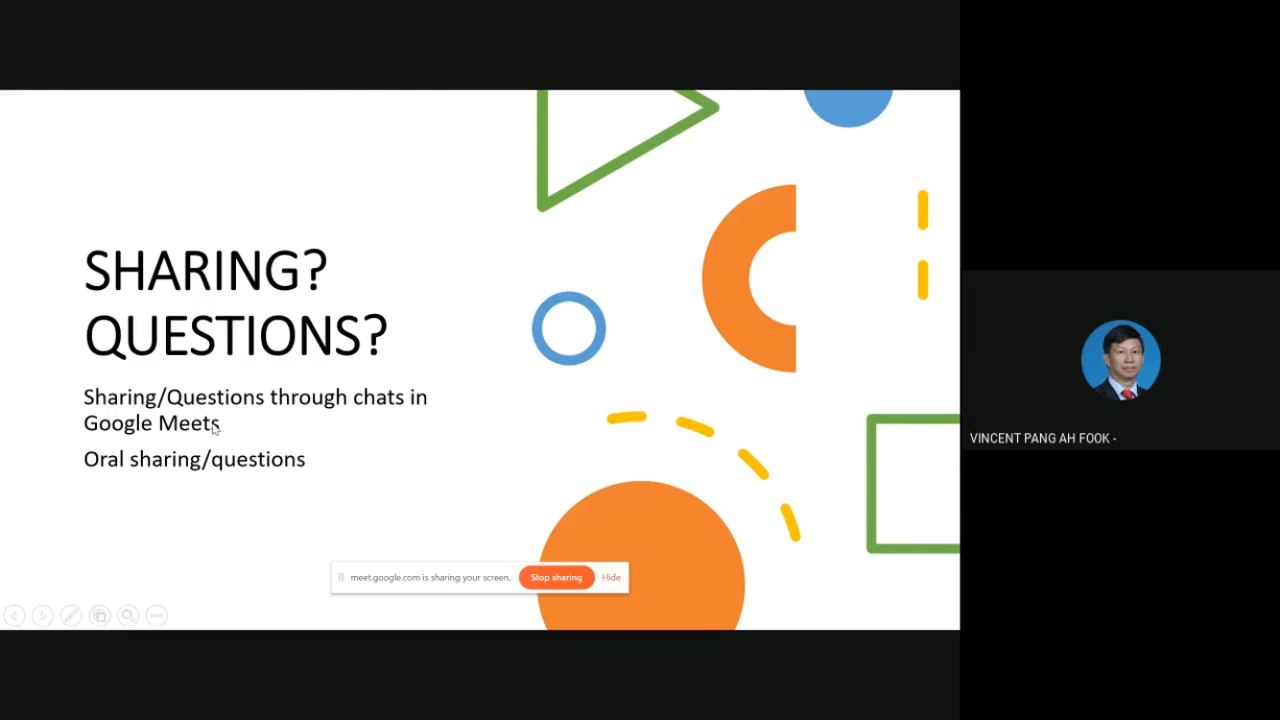 SHARING?
QUESTIONS?
Sharing/Questions through chats in
Google Meets
Oral sharing/questions
meet.google.com is sharing your screen. Stop sharing Hide
VINCENT PANG AH FOOK -